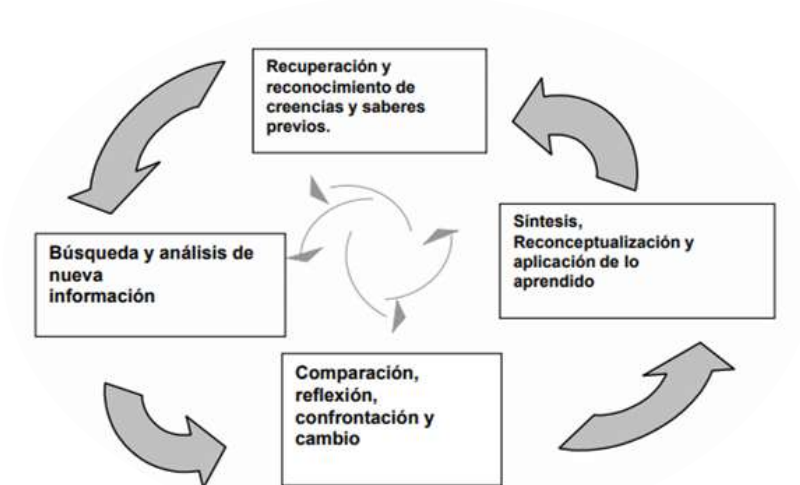 Recuperación y
reconocimiento de
creencias y saberes
previos.
Búsqueda y análisis de
nueva
información
Síntesis,
Reconceptualización y
aplicación de lo
aprendido
Comparación,
reflexión,
confrontación y
cambio